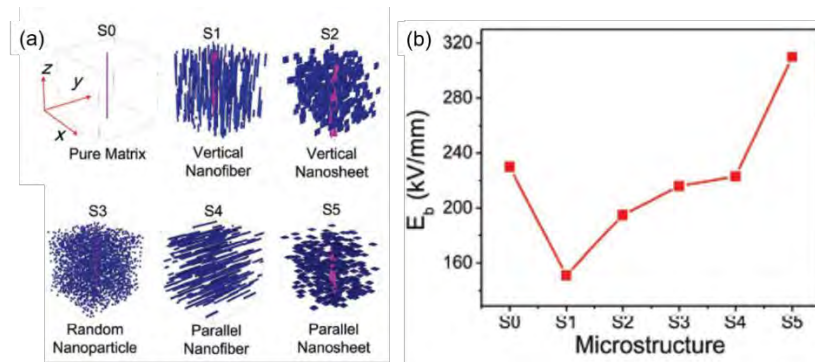 (a)
S0
S1
S2
z
y
x
Pure Matrix
Vertical
Nanofiber
Vertical
Nanosheet
S3
S4
S5
Random
Nanoparticle
Parallel
Nanofiber
Parallel
Nanosheet
(b)
E_b (kV/mm)
320
280
240
200
160
S0 S1 S2 S3 S4 S5
Microstructure